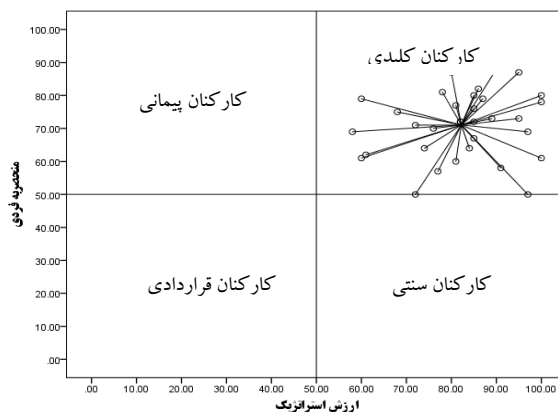 100.00
90.00
80.00
70.00
60.00
50.00
40.00
30.00
20.00
10.00
.00
منحصربه فردی
کارکنان کلیدی
کارکنان پیمانی
کارکنان قراردادی
کارکنان سنتی
.00 10.00 20.00 30.00 40.00 50.00 60.00 70.00 80.00 90.00 100.00
ارزش استراتژیک